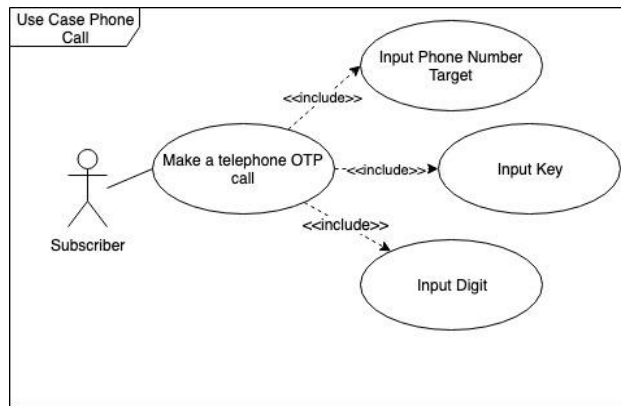 Use Case Phone
Call
Input Phone Number
Target
<<include>>
Make a telephone OTP
call
<<include>>
Input Key
Subscriber
<<include>>
Input Digit